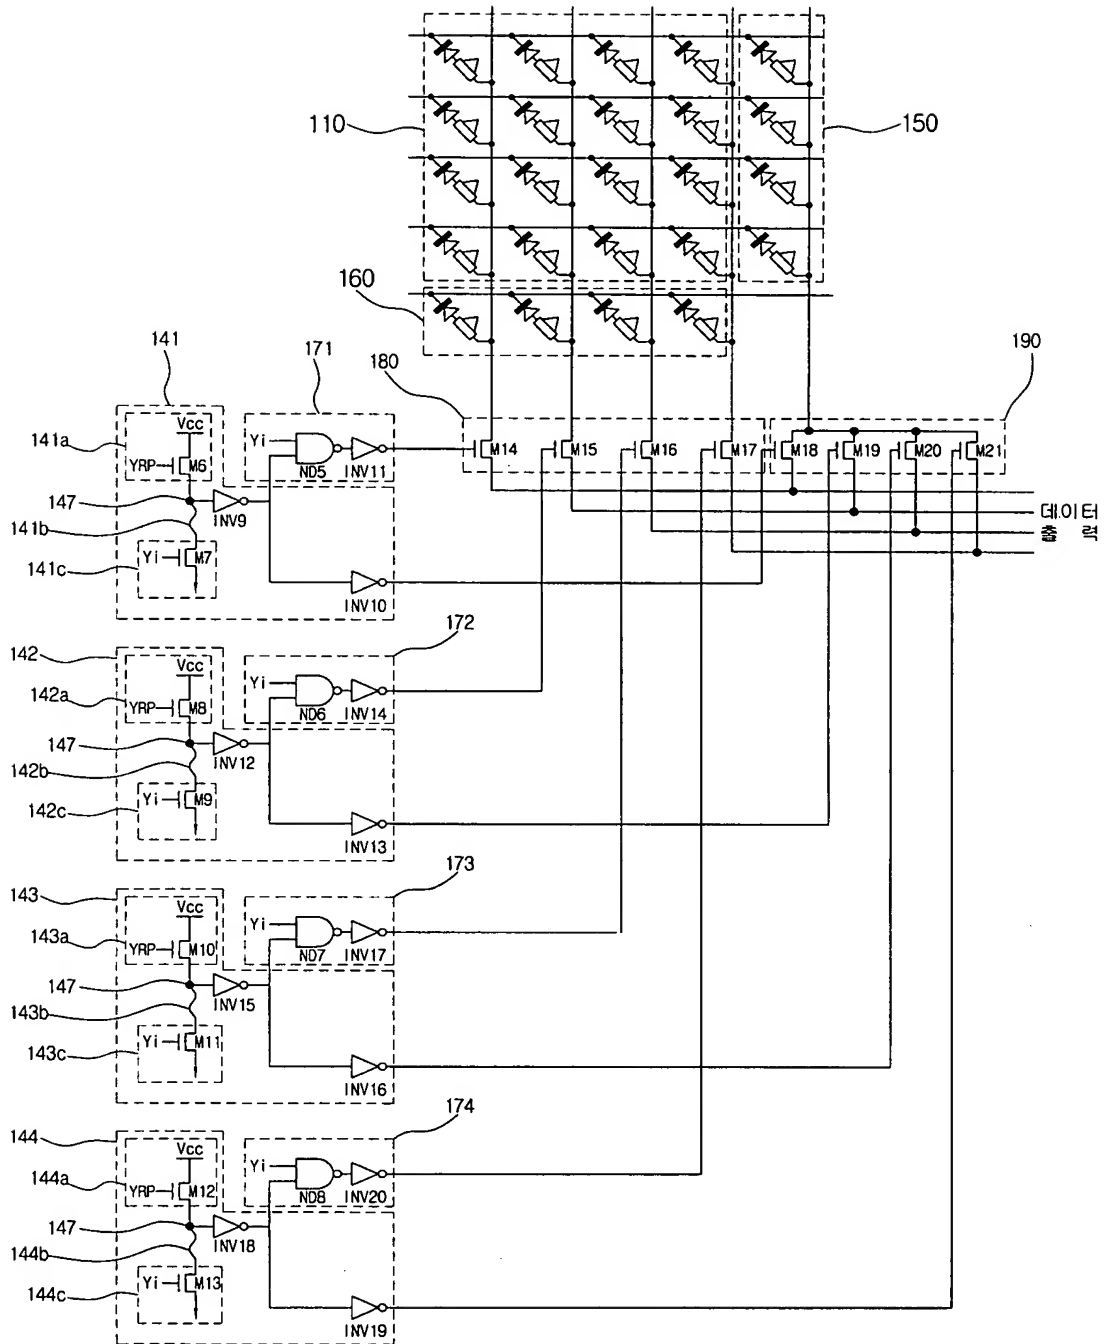 110
150
160
141
171
180
190
141a
Vcc
YRP
M6
147
141b
INV9
Yi
M7
141c
Yi
ND5
INV11
INV10
M14
M15
M16
M17
M18
M19
M20
M21
데이터
출 력
142
172
142a
Vcc
YRP
M8
147
142b
INV12
Yi
M9
142c
Yi
ND6
INV14
INV13
143
173
143a
Vcc
YRP
M10
147
143b
INV15
Yi
M11
143c
Yi
ND7
INV17
INV16
144
174
144a
Vcc
YRP
M12
147
144b
INV18
Yi
M13
144c
Yi
ND8
INV20
INV19